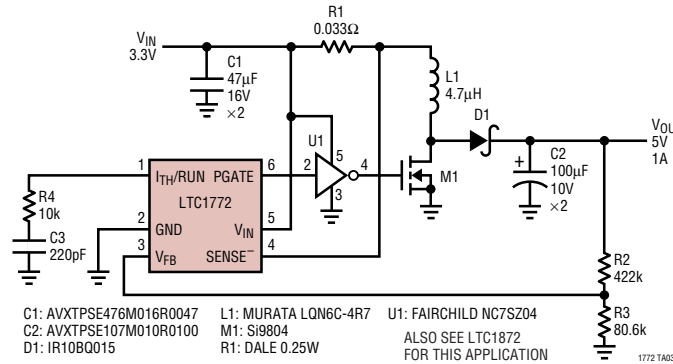 R1
0.033Ω
VIN
3.3V
C1
47µF
16V
×2
L1
4.7µH
D1
VOU
5V
1A
U1
5
2
4
3
M1
+
C2
100µF
10V
×2
1
ITH/RUN
PGATE
6
LTC1772
R4
10k
2
GND
VIN
5
C3
220pF
3
VFB
SENSE−
4
R2
422k
R3
80.6k
C1: AVXTPSE476M016R0047
L1: MURATA LQN6C-4R7
U1: FAIRCHILD NC7SZ04
C2: AVXTPSE107M010R0100
M1: Si9804
ALSO SEE LTC1872
D1: IR10BQ015
R1: DALE 0.25W
FOR THIS APPLICATION
1772 TA03